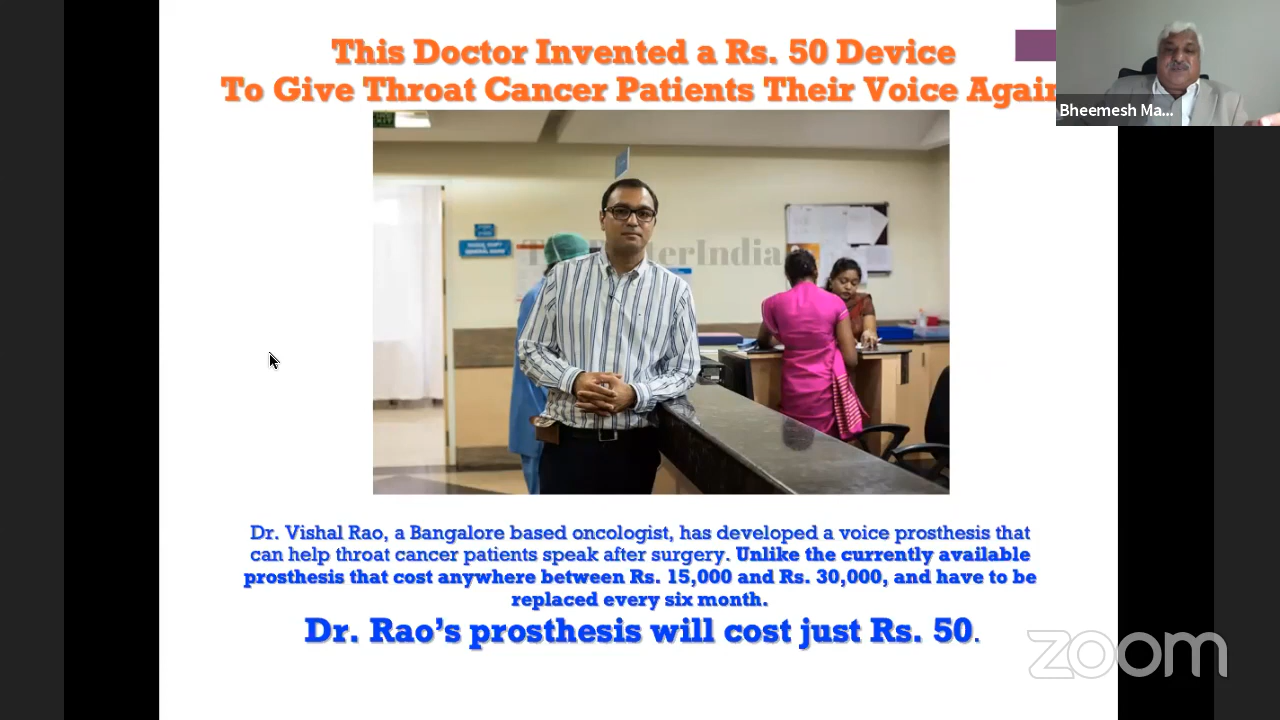 This Doctor Invented a Rs. 50 Device
To Give Throat Cancer Patients Their Voice Again
Bheemesh Ma...
TheBetterIndia
Dr. Vishal Rao, a Bangalore based oncologist, has developed a voice prosthesis that
can help throat cancer patients speak after surgery. Unlike the currently available
prosthesis that cost anywhere between Rs. 15,000 and Rs. 30,000, and have to be
replaced every six month.
Dr. Rao's prosthesis will cost just Rs. 50.
zoom